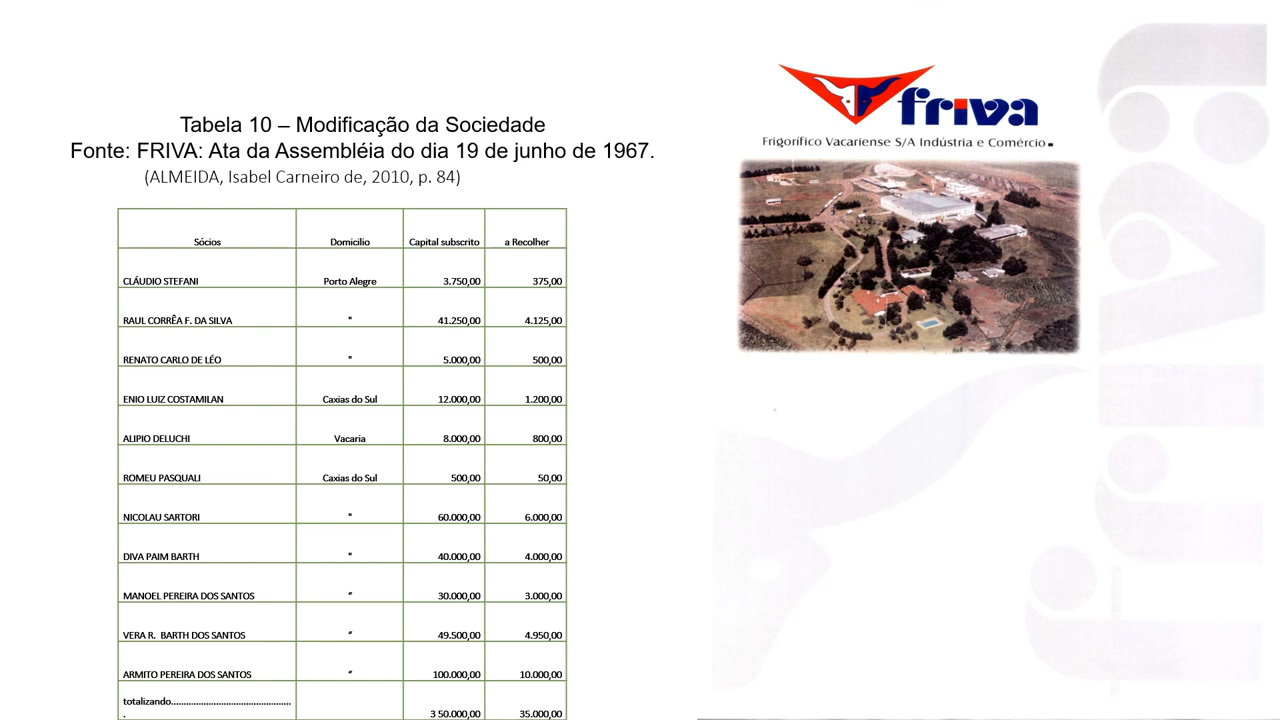 Tabela 10 – Modificação da Sociedade
Fonte: FRIVA: Ata da Assembléia do dia 19 de junho de 1967.
(ALMEIDA, Isabel Carneiro de, 2010, p. 84)
Sócios Domicilio Capital subscrito a Recolher
CLÁUDIO STEFANI Porto Alegre 3.750,00 375,00
RAUL CORRÊA F. DA SILVA " 41.250,00 4.125,00
RENATO CARLO DE LÉO " 5.000,00 500,00
ENIO LUIZ COSTAMILAN Caxias do Sul 12.000,00 1.200,00
ALIPIO DELUCHI Vacaria 8.000,00 800,00
ROMEU PASQUALI Caxias do Sul 500,00 50,00
NICOLAU SARTORI " 60.000,00 6.000,00
DIVA PAIM BARTH " 40.000,00 4.000,00
MANOEL PEREIRA DOS SANTOS “ 30.000,00 3.000,00
VERA R. BARTH DOS SANTOS “ 49.500,00 4.950,00
ARMITO PEREIRA DOS SANTOS “ 100.000,00 10.000,00
totalizando...............................................
. 3 50.000,00 35.000,00
friva
Frigorífico Vacariense S/A Indústria e Comércio.
friva